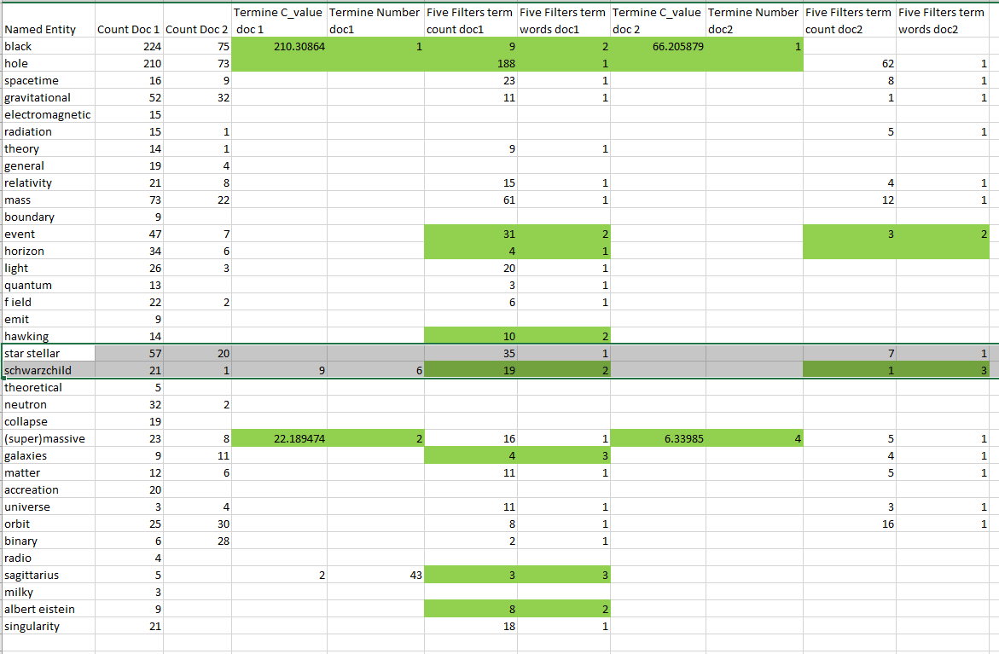 Named Entity Count Doc 1 Count Doc 2 Termine C_value doc 1 Termine Number doc1 Five Filters term count doc1 Five Filters term words doc1 Termine C_value doc 2 Termine Number doc2 Five Filters term count doc2 Five Filters term words doc2
black 224 75 210.30864 1 9 2 66.205879 1
hole 210 73 188 1 62 1
spacetime 16 9 23 1 8 1
gravitational 52 32 11 1 1 1
electromagnetic 15
radiation 15 1 5 1
theory 14 1 9 1
general 19 4
relativity 21 8 15 1 4 1
mass 73 22 61 1 12 1
boundary 9
event 47 7 31 2 3 2
horizon 34 6 4 1
light 26 3 20 1
quantum 13 3 1
f ield 22 2 6 1
emit 9
hawking 14 10 2
star stellar 57 20 35 1 7 1
schwarzchild 21 1 9 6 19 2 1 3
theoretical 5
neutron 32 2
collapse 19
(super)massive 23 8 22.189474 2 16 1 6.33985 4 5 1
galaxies 9 11 4 3 4 1
matter 12 6 11 1 5 1
accreation 20
universe 3 4 11 1 3 1
orbit 25 30 8 1 16 1
binary 6 28 2 1
radio 4
sagittarius 5 2 43 3 3
milky 3
albert eistein 9 8 2
singularity 21 18 1